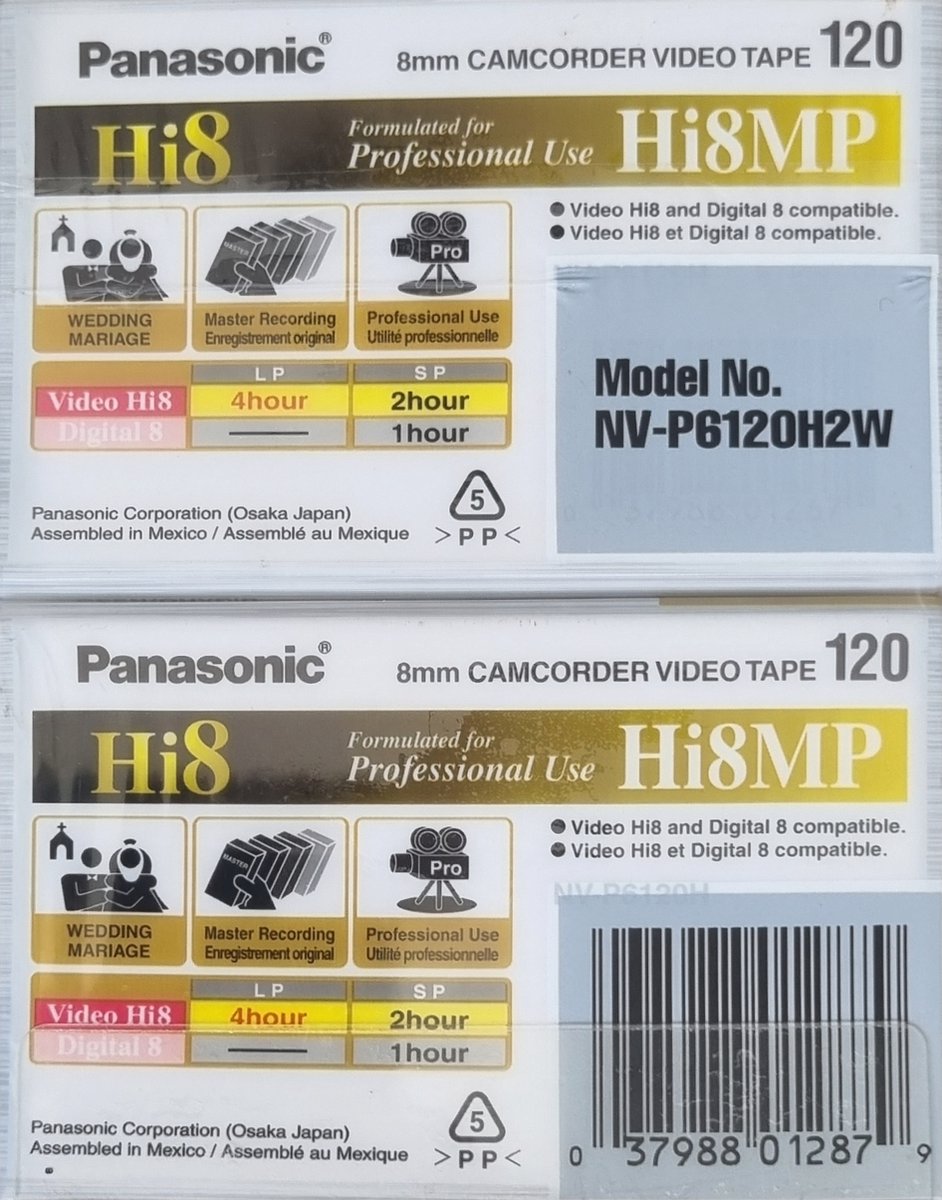 Panasonic® 8mm CAMCORDER VIDEO TAPE 120
Hi8 Formulated for Professional Use Hi8MP
● Video Hi8 and Digital 8 compatible.
● Video Hi8 et Digital 8 compatible.
Pro
MASTER
WEDDING
MARIAGE
Master Recording
Enregistrement original
Professional Use
Utilité professionnelle
LP SP
Video Hi8 4hour 2hour
Digital 8 — 1hour
Model No.
NV-P6120H2W
5
>PP<
Panasonic Corporation (Osaka Japan)
Assembled in Mexico / Assemblé au Mexique
Panasonic® 8mm CAMCORDER VIDEO TAPE 120
Hi8 Formulated for Professional Use Hi8MP
● Video Hi8 and Digital 8 compatible.
● Video Hi8 et Digital 8 compatible.
NV-P6120H
MASTER
Pro
WEDDING
MARIAGE
Master Recording
Enregistrement original
Professional Use
Utilité professionnelle
LP SP
Video Hi8 4hour 2hour
Digital 8 — 1hour
5
>PP<
Panasonic Corporation (Osaka Japan)
Assembled in Mexico / Assemblé au Mexique
0 37988 01287 9